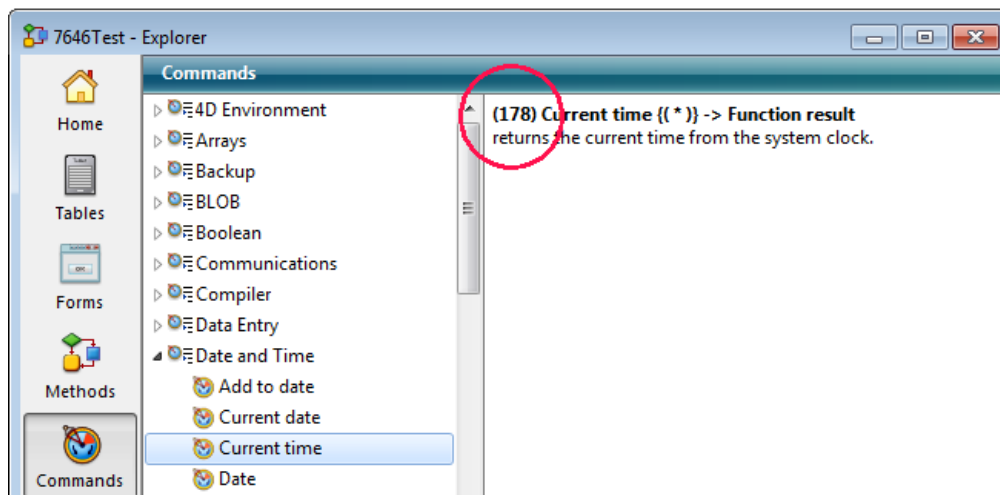 7646Test - Explorer
Home
Tables
Forms
Methods
Commands
Commands
4D Environment
Arrays
Backup
BLOB
Boolean
Communications
Compiler
Data Entry
Date and Time
Add to date
Current date
Current time
Date
(178) Current time {( * )} -> Function result
returns the current time from the system clock.